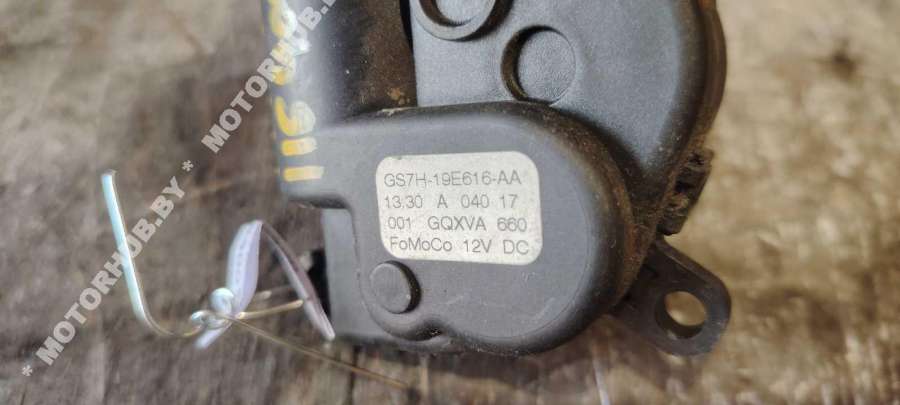 GS7H-19E616-AA
13.30 A 040 17
001 GQXVA 660
FoMoCo 12V DC
* MOTORHUB.BY * MOTORHUB.BY